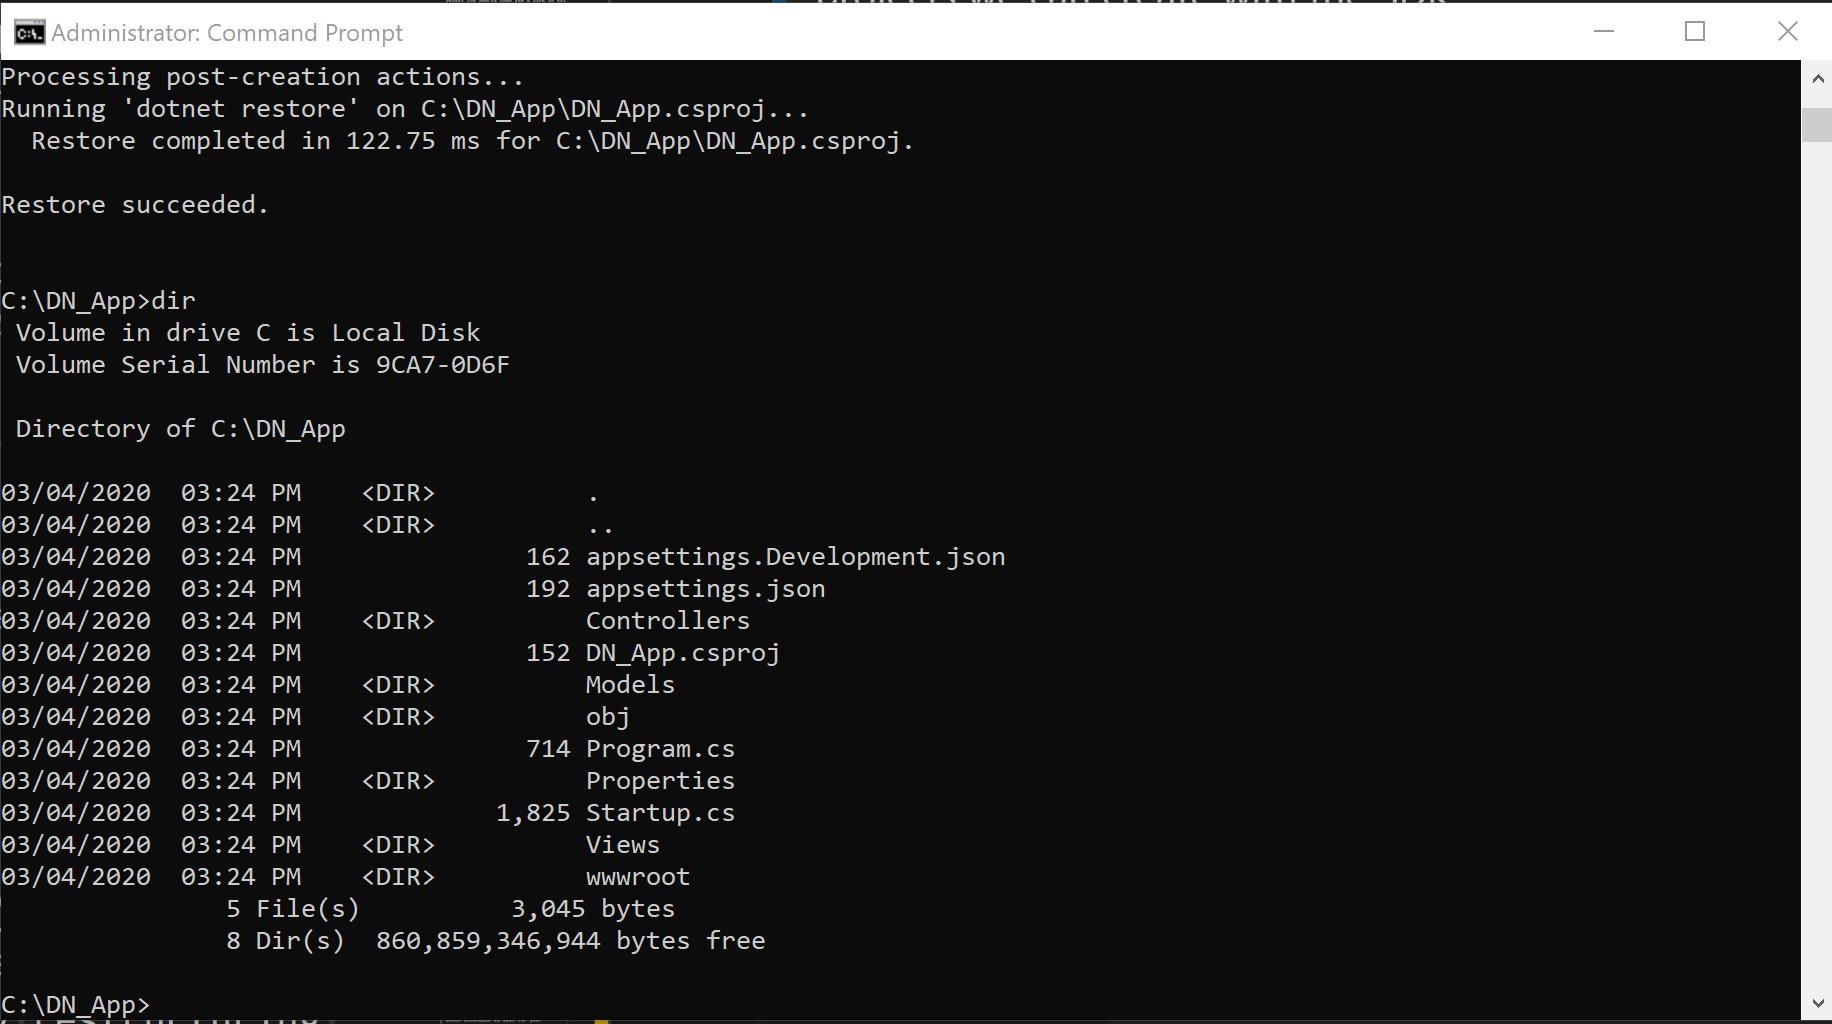 Administrator: Command Prompt
Processing post-creation actions...
Running 'dotnet restore' on C:\DN_App\DN_App.csproj...
  Restore completed in 122.75 ms for C:\DN_App\DN_App.csproj.
Restore succeeded.
C:\DN_App>dir
 Volume in drive C is Local Disk
 Volume Serial Number is 9CA7-0D6F
 Directory of C:\DN_App
03/04/2020  03:24 PM    <DIR>          .
03/04/2020  03:24 PM    <DIR>          ..
03/04/2020  03:24 PM               162 appsettings.Development.json
03/04/2020  03:24 PM               192 appsettings.json
03/04/2020  03:24 PM    <DIR>          Controllers
03/04/2020  03:24 PM               152 DN_App.csproj
03/04/2020  03:24 PM    <DIR>          Models
03/04/2020  03:24 PM    <DIR>          obj
03/04/2020  03:24 PM               714 Program.cs
03/04/2020  03:24 PM    <DIR>          Properties
03/04/2020  03:24 PM             1,825 Startup.cs
03/04/2020  03:24 PM    <DIR>          Views
03/04/2020  03:24 PM    <DIR>          wwwroot
               5 File(s)          3,045 bytes
               8 Dir(s)  860,859,346,944 bytes free
C:\DN_App>